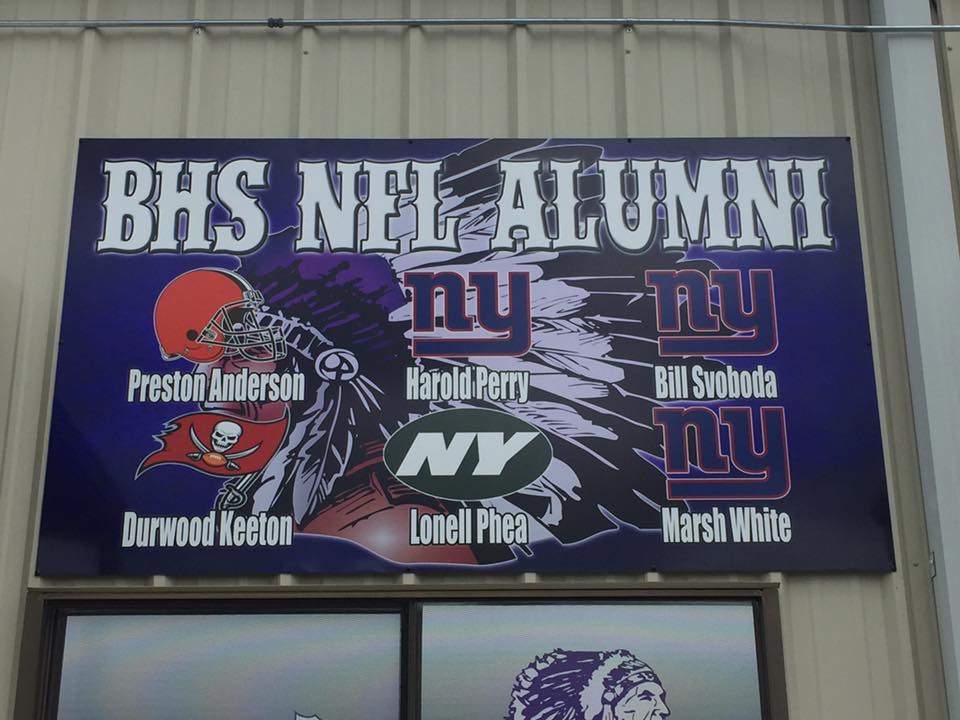 BHS NFL ALUMNI
ny ny
Preston Anderson Harold Perry Bill Svoboda
NY ny
Durwood Keeton Lonell Phea Marsh White